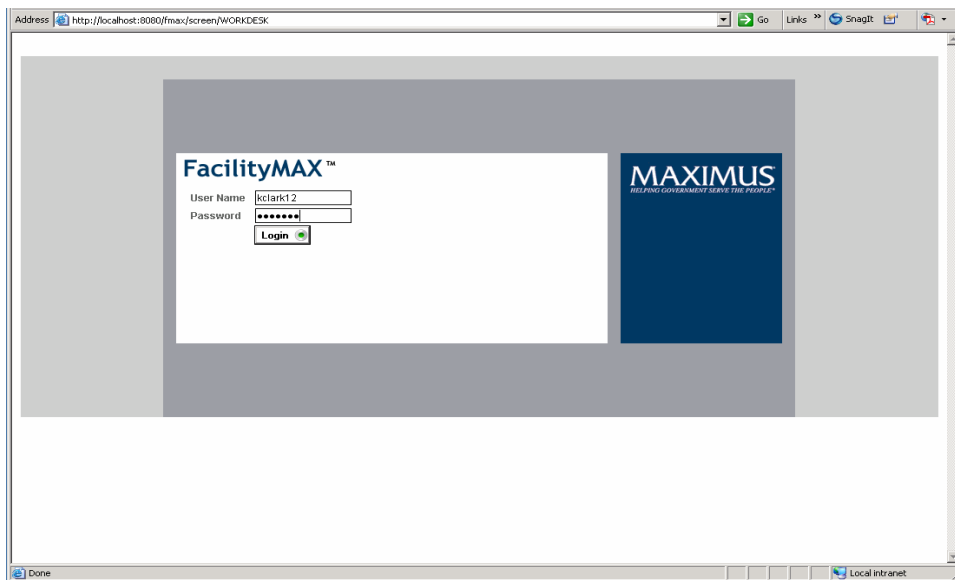 Address http://localhost:8080/fmax/screen/WORKDESK Go Links » SnagIt
FacilityMAX™
MAXIMUS
HELPING GOVERNMENT SERVE THE PEOPLE®
User Name kclark12
Password •••••••
Login
Done Local intranet